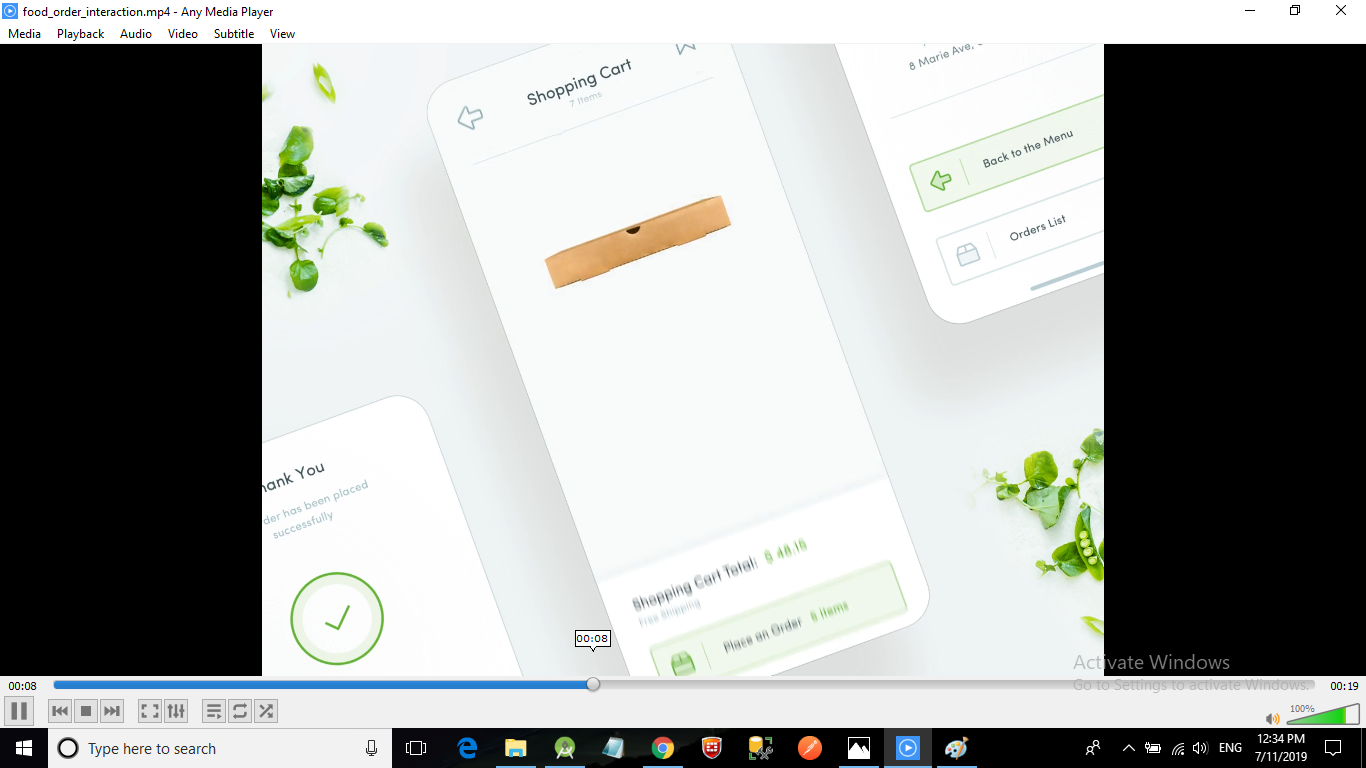 food_order_interaction.mp4 - Any Media Player
Media Playback Audio Video Subtitle View
Shopping Cart
7 Items
8 Marie Ave,
Back to the Menu
Orders List
hank You
der has been placed
successfully
Shopping Cart Total: $ 48.16
Free Shipping
Place an Order 6 Items
00:08
Activate Windows
Go to Settings to activate Windows.
00:08
00:19
100%
Type here to search
ENG
12:34 PM
7/11/2019